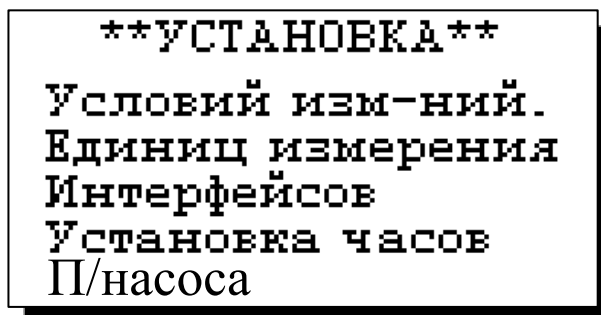 **УСТАНОВКА**
Условий изм-ний.
Единиц измерения
Интерфейсов
Установка часов
П/насоса